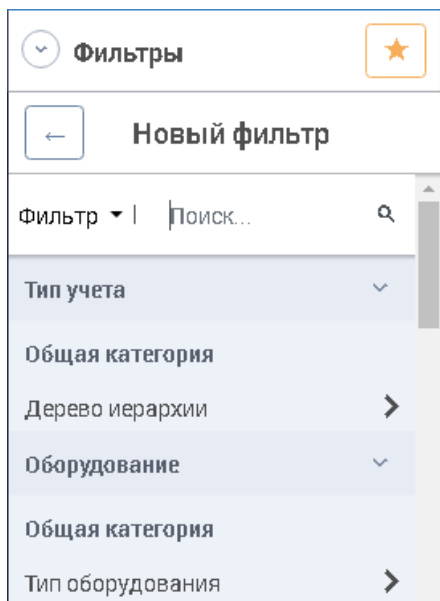 Фильтры
Новый фильтр
Фильтр | Поиск...
Тип учета
Общая категория
Дерево иерархии
Оборудование
Общая категория
Тип оборудования